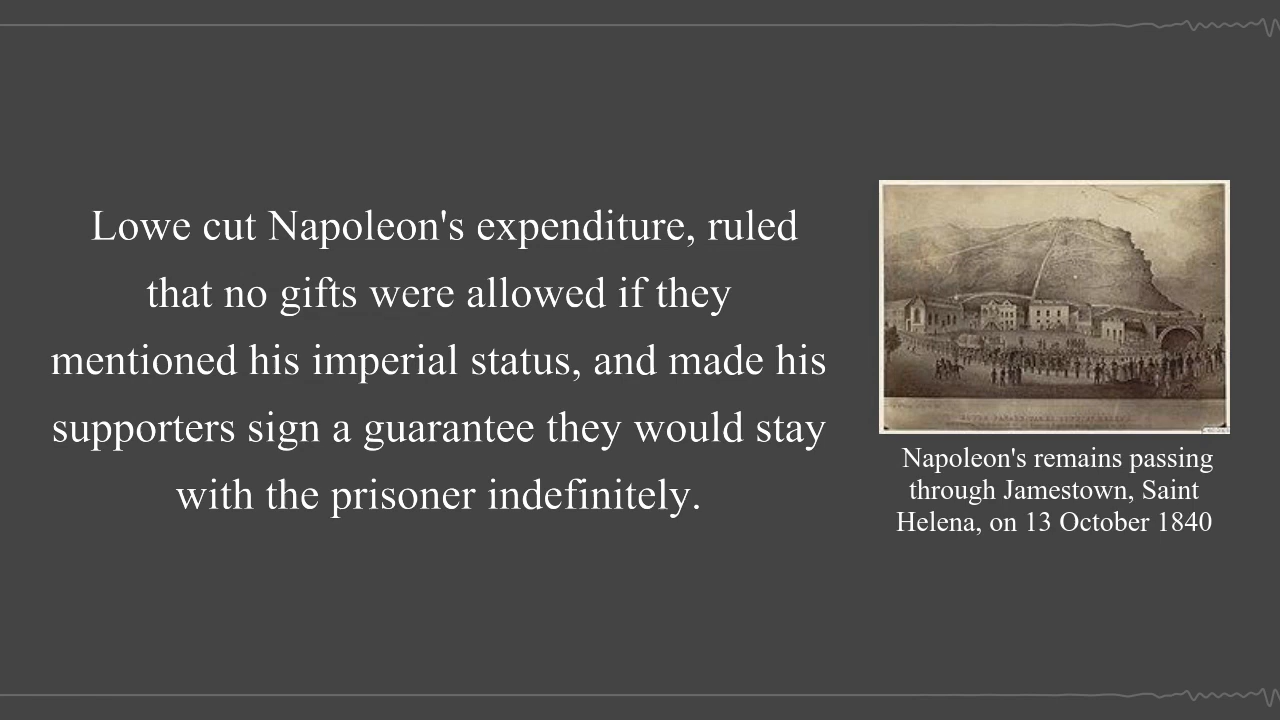 Lowe cut Napoleon's expenditure, ruled
that no gifts were allowed if they
mentioned his imperial status, and made his
supporters sign a guarantee they would stay
with the prisoner indefinitely.
Napoleon's remains passing
through Jamestown, Saint
Helena, on 13 October 1840